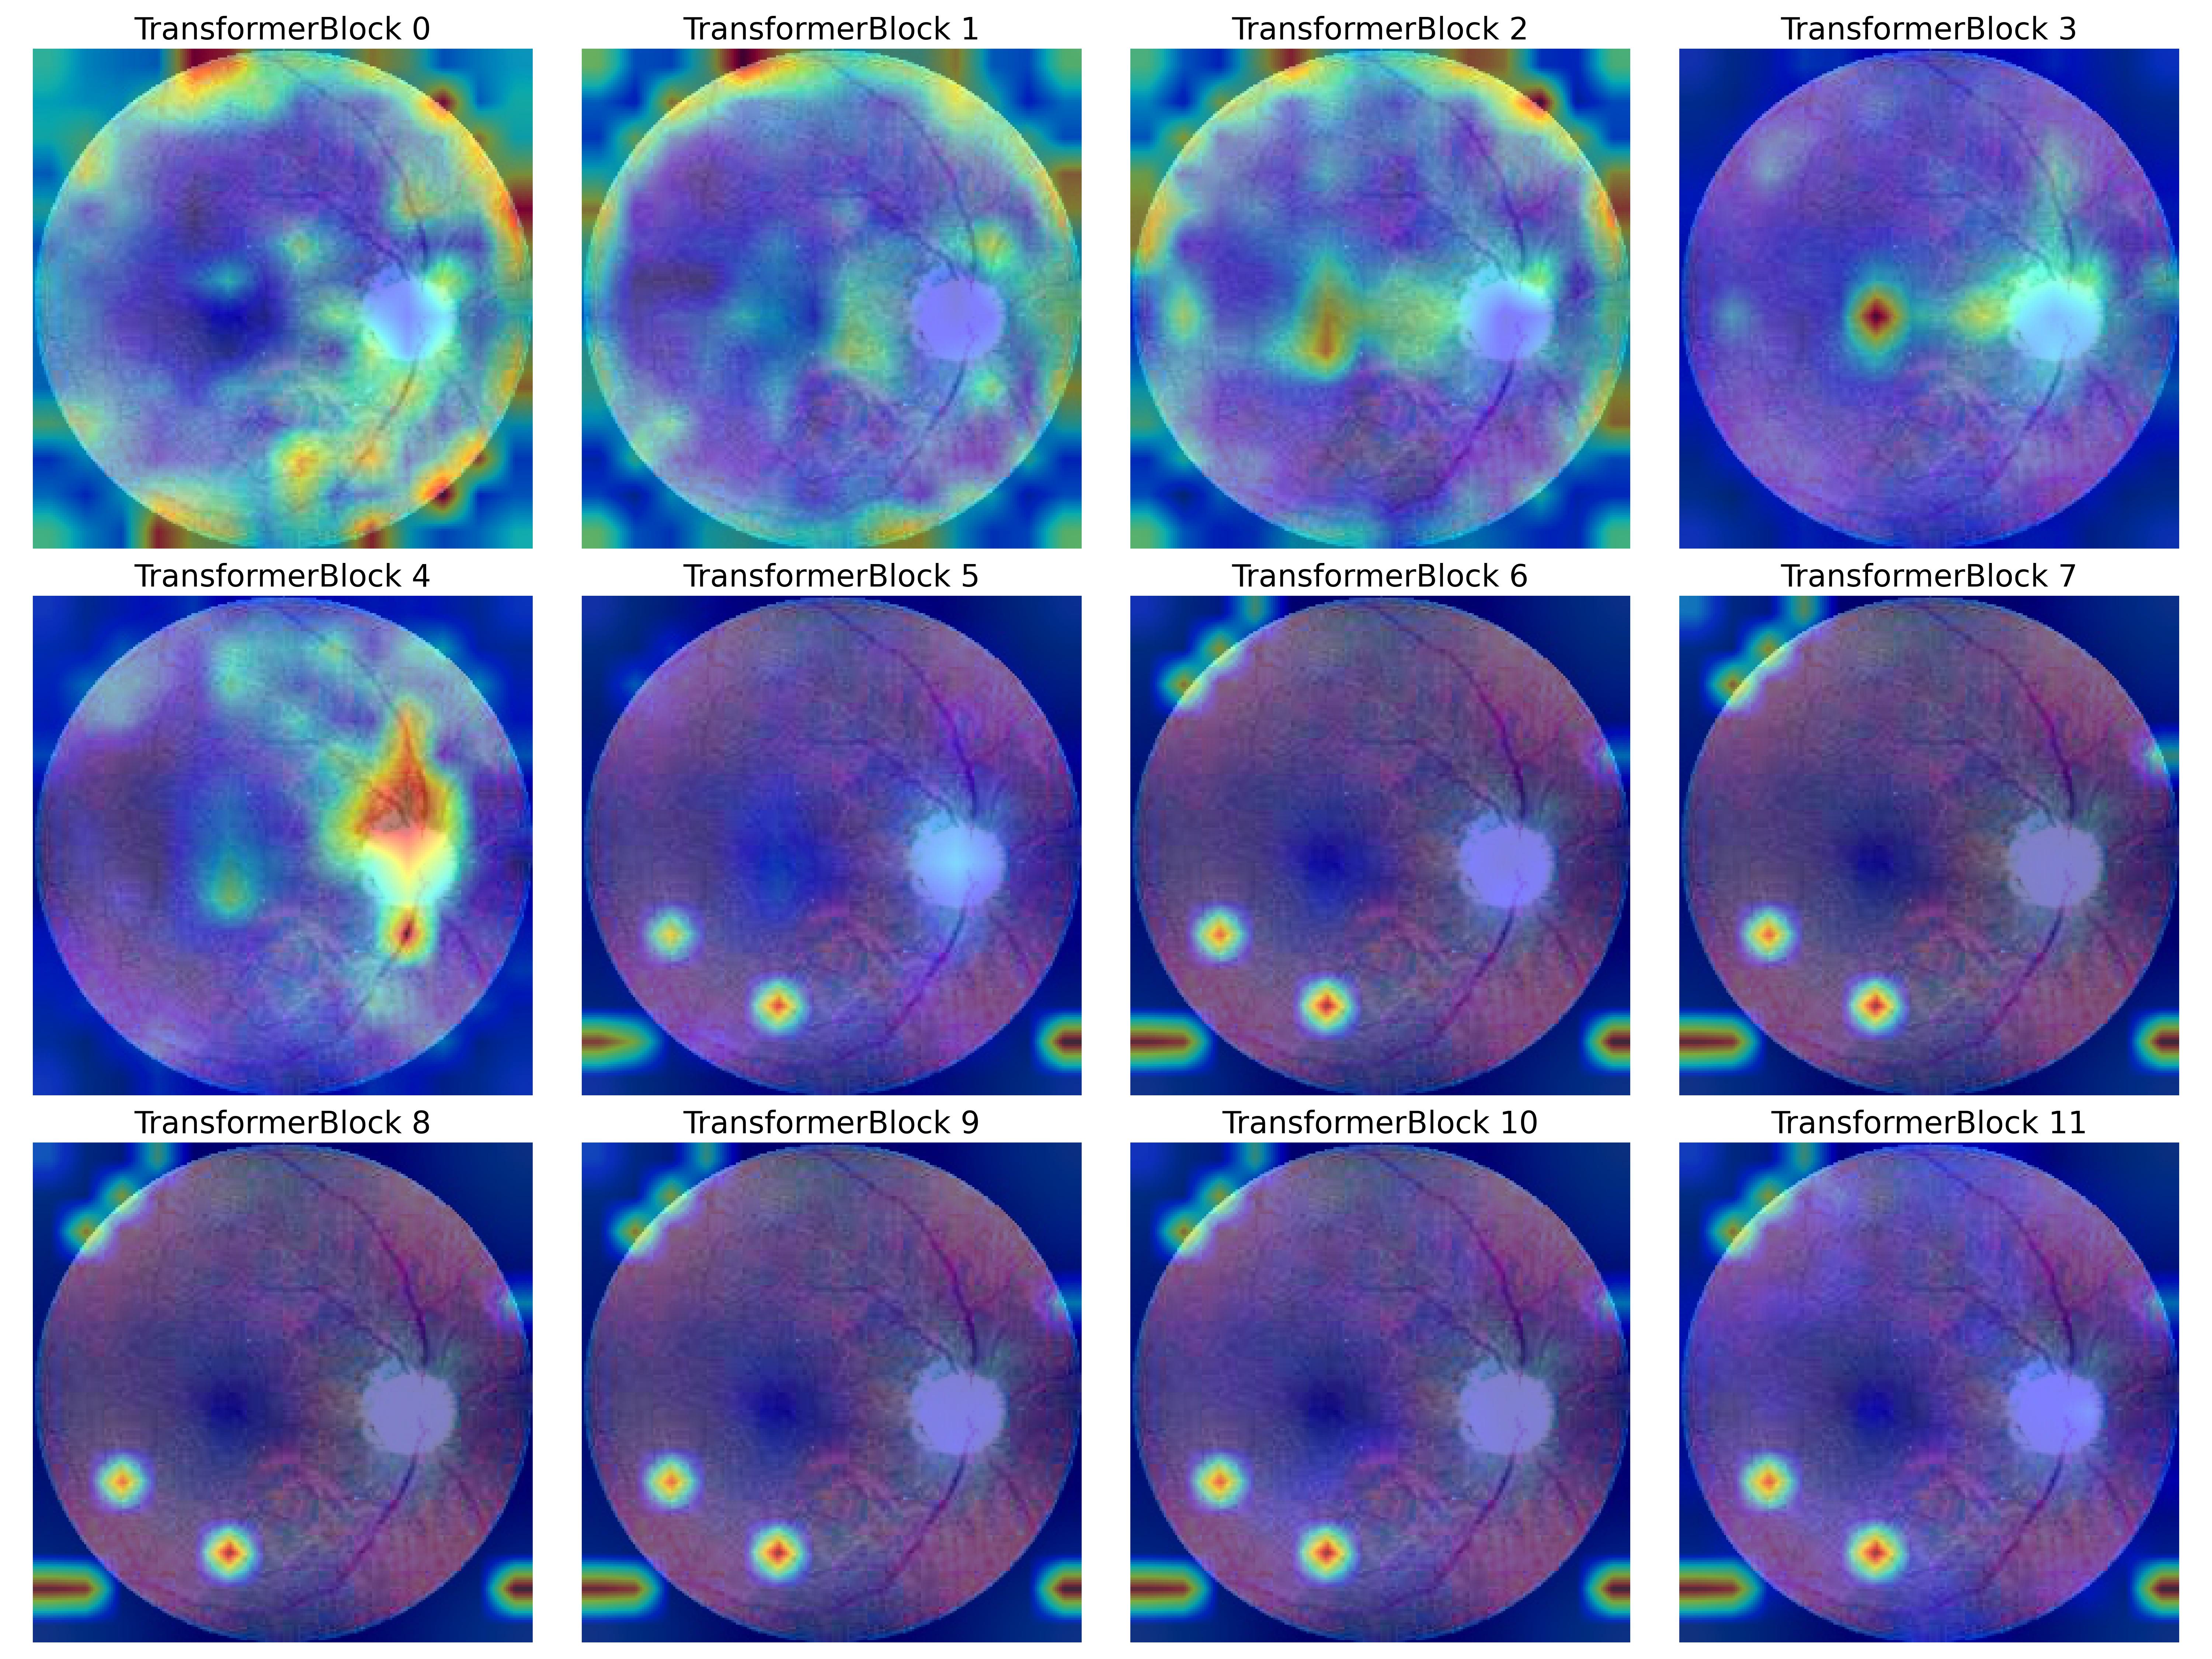 TransformerBlock 0
TransformerBlock 1
TransformerBlock 2
TransformerBlock 3
TransformerBlock 4
TransformerBlock 5
TransformerBlock 6
TransformerBlock 7
TransformerBlock 8
TransformerBlock 9
TransformerBlock 10
TransformerBlock 11